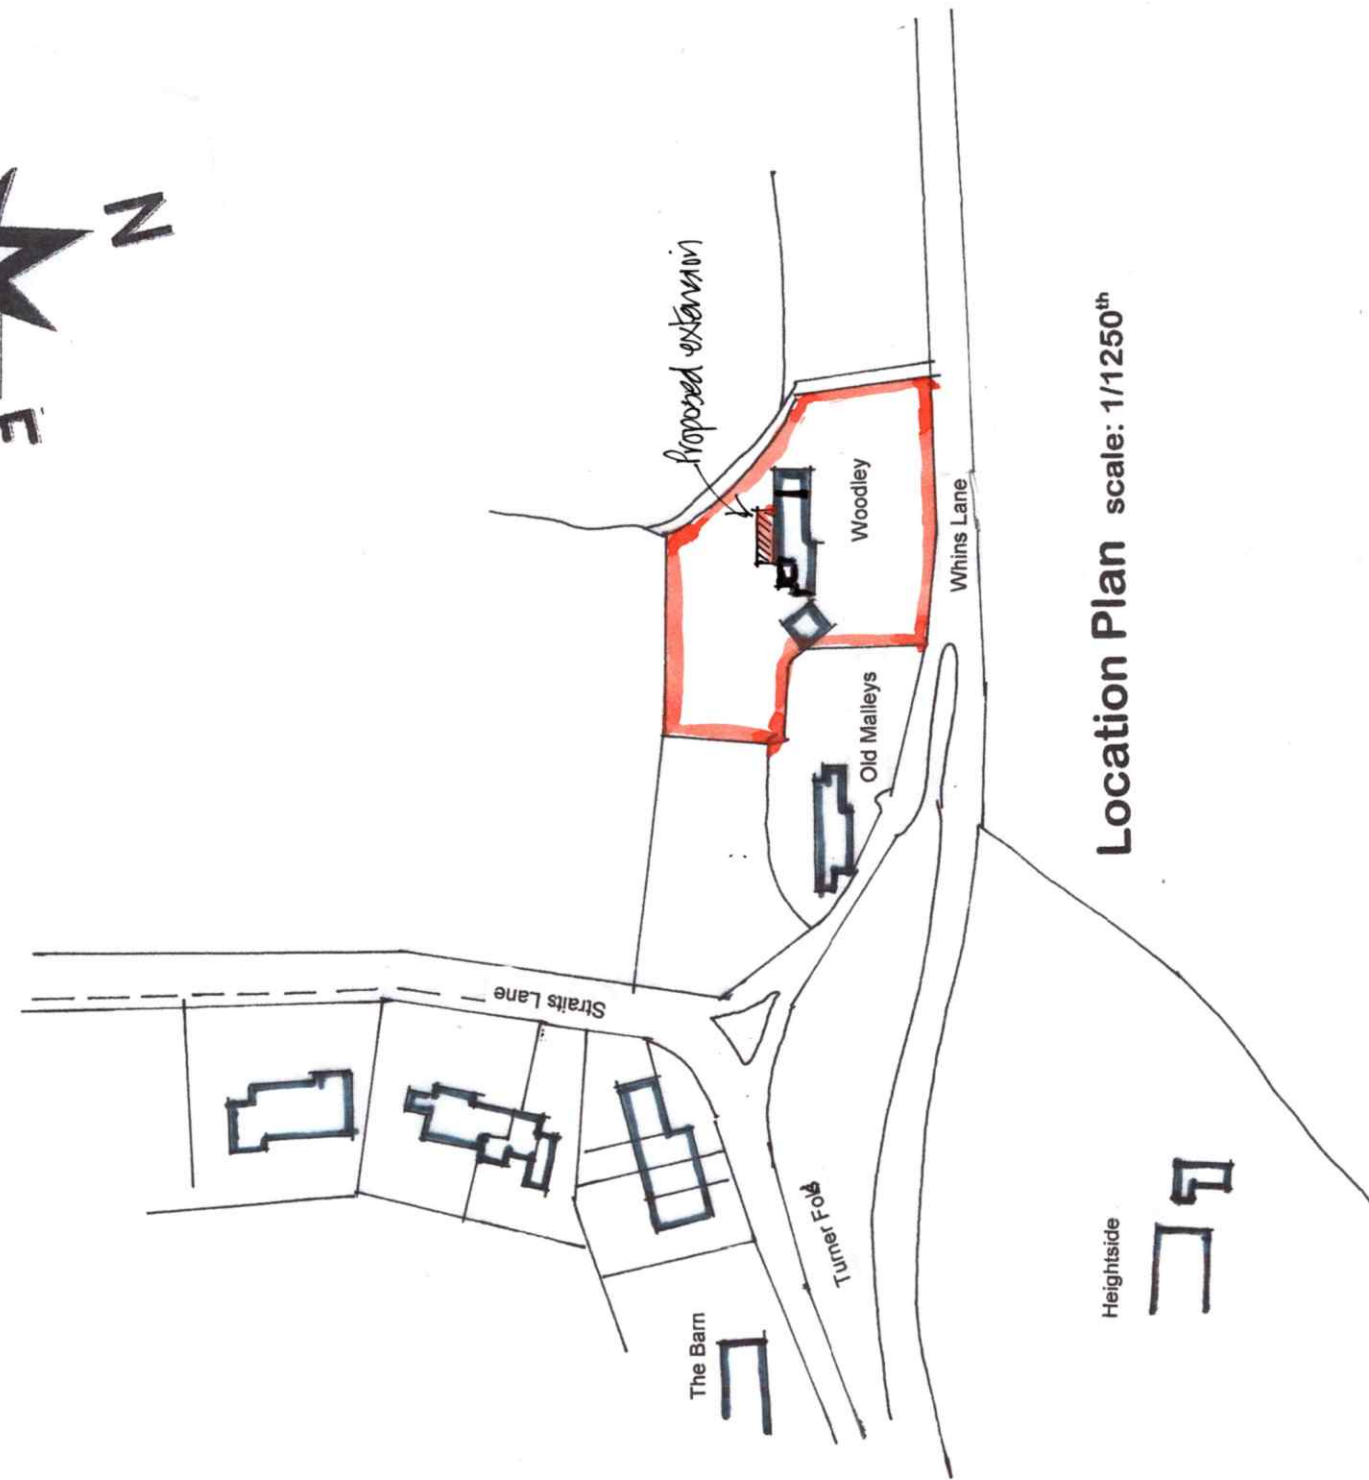 N
E
Proposed extension
Woodley
Whins Lane
Old Malleys
Straits Lane
Turner Fold
The Barn
Heightside
Location Plan scale: 1/1250th